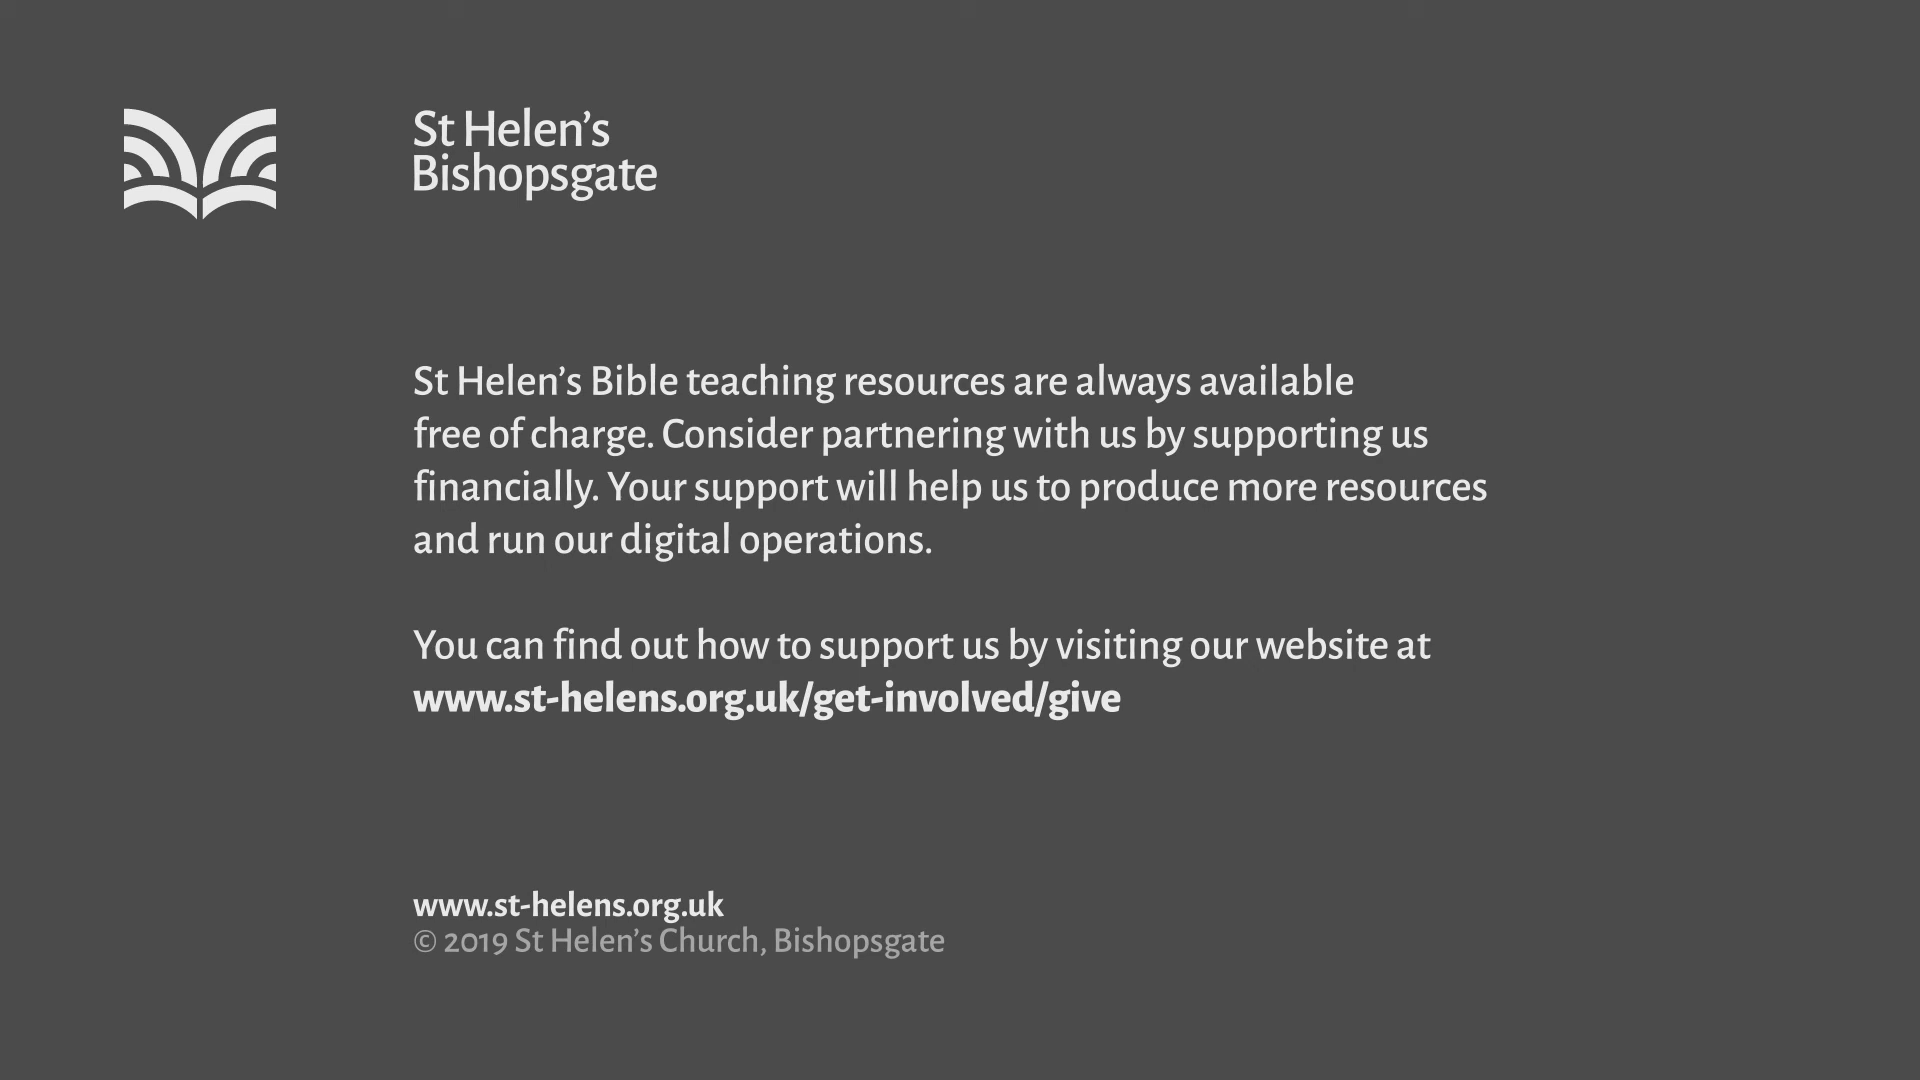 St Helen’s
Bishopsgate
St Helen’s Bible teaching resources are always available
free of charge. Consider partnering with us by supporting us
financially. Your support will help us to produce more resources
and run our digital operations.
You can find out how to support us by visiting our website at
www.st-helens.org.uk/get-involved/give
www.st-helens.org.uk
© 2019 St Helen’s Church, Bishopsgate